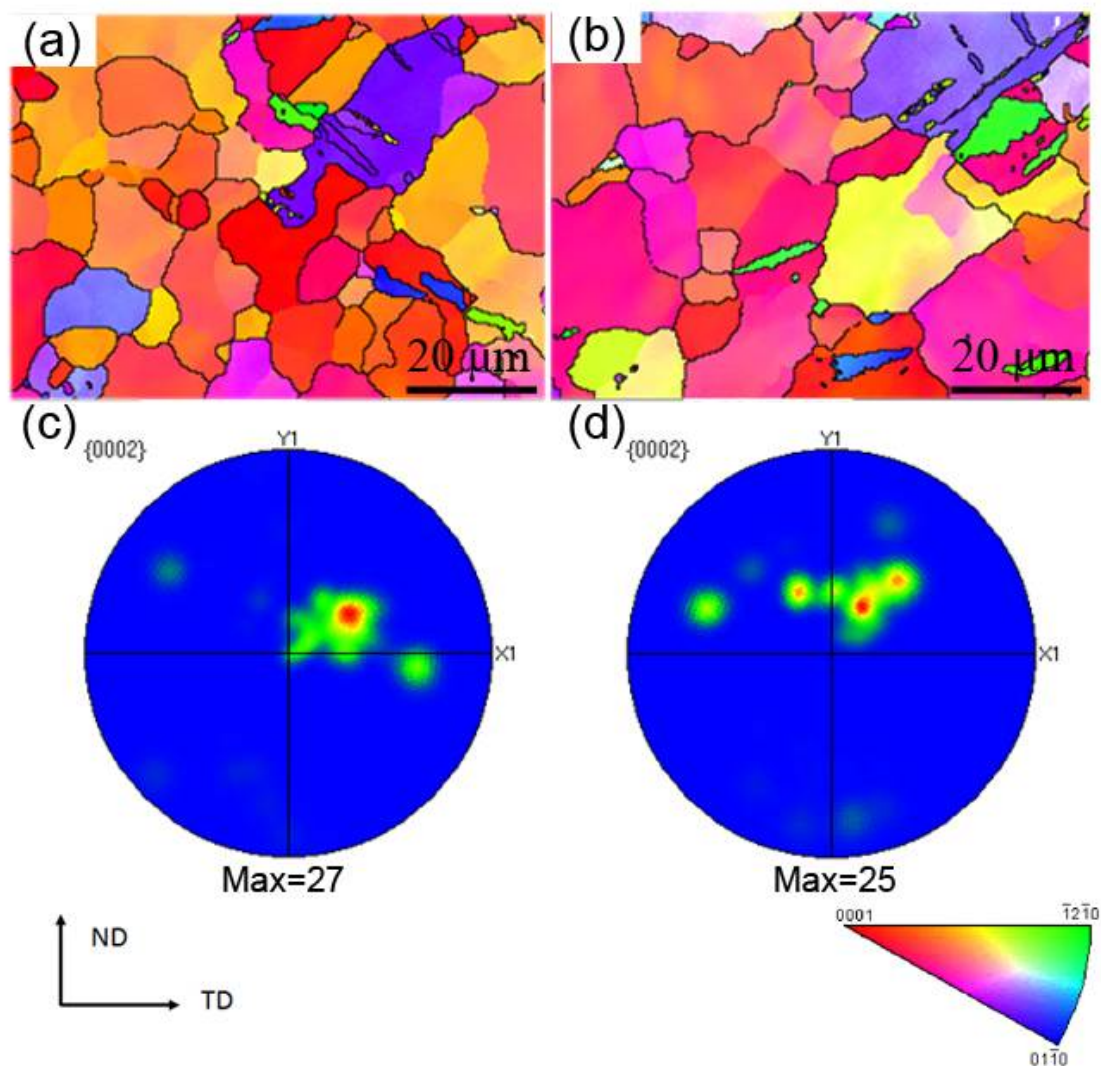 (a)
(b)
20 μm
20 μm
(c)
(d)
{0002}
Y1
X1
{0002}
Y1
X1
Max=27
Max=25
ND
TD
0001
1̄21̄0
011̄0